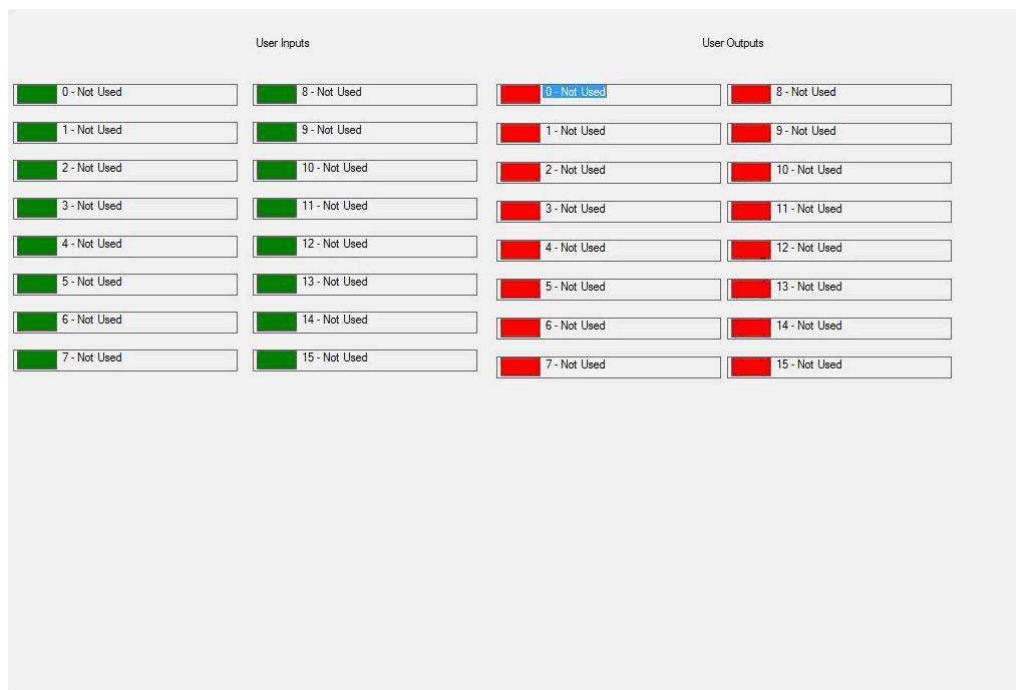 User Inputs User Outputs
0 - Not Used 8 - Not Used 0 - Not Used 8 - Not Used
1 - Not Used 9 - Not Used 1 - Not Used 9 - Not Used
2 - Not Used 10 - Not Used 2 - Not Used 10 - Not Used
3 - Not Used 11 - Not Used 3 - Not Used 11 - Not Used
4 - Not Used 12 - Not Used 4 - Not Used 12 - Not Used
5 - Not Used 13 - Not Used 5 - Not Used 13 - Not Used
6 - Not Used 14 - Not Used 6 - Not Used 14 - Not Used
7 - Not Used 15 - Not Used 7 - Not Used 15 - Not Used